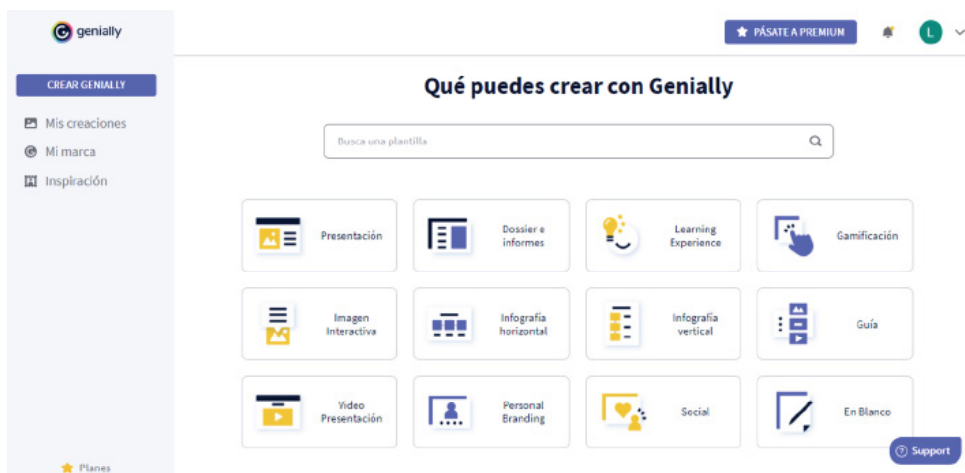 genially
PÁSATE A PREMIUM
L
CREAR GENIALLY
Mis creaciones
Mi marca
Inspiración
Qué puedes crear con Genially
Busca una plantilla
Presentación
Dossier e
informes
Learning
Experience
Gamificación
Imagen
Interactiva
Infografía
horizontal
Infografía
vertical
Guía
Video
Presentación
Personal
Branding
Social
En Blanco
Support
Planes